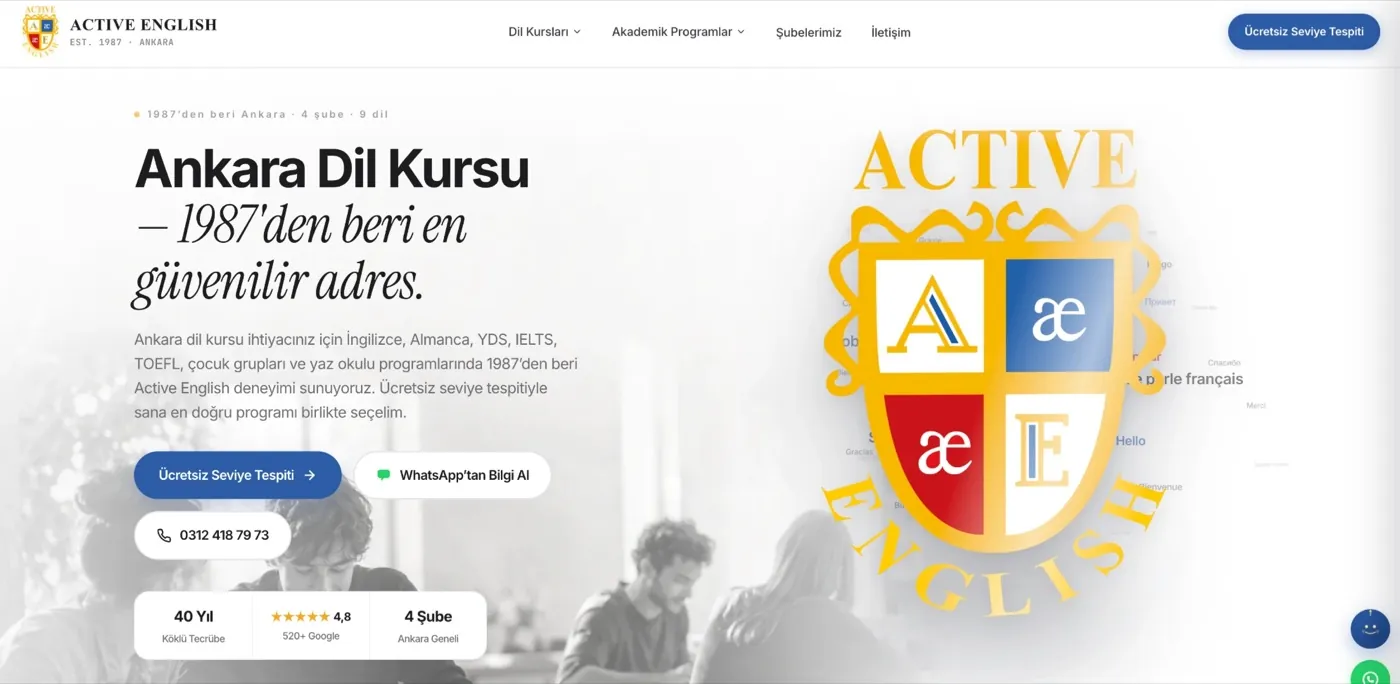 ACTIVE ENGLISH
EST. 1987 · ANKARA
Dil Kursları
Akademik Programlar
Şubelerimiz
İletişim
Ücretsiz Seviye Tespiti
1987'den beri Ankara · 4 şube · 9 dil
Ankara Dil Kursu
– 1987'den beri en
güvenilir adres.
Ankara dil kursu ihtiyacınız için İngilizce, Almanca, YDS, IELTS,
TOEFL, çocuk grupları ve yaz okulu programlarında 1987'den beri
Active English deneyimi sunuyoruz. Ücretsiz seviye tespitiyle
sana en doğru programı birlikte seçelim.
Ücretsiz Seviye Tespiti →
WhatsApp'tan Bilgi Al
0312 418 79 73
40 Yıl
Köklü Tecrübe
★★★★★ 4,8
520+ Google
4 Şube
Ankara Geneli
ACTIVE
A
æ
æ
E
ENGLISH
Привет
Спасибо
parle français
Merci
Hello
Gracias
Bienvenue